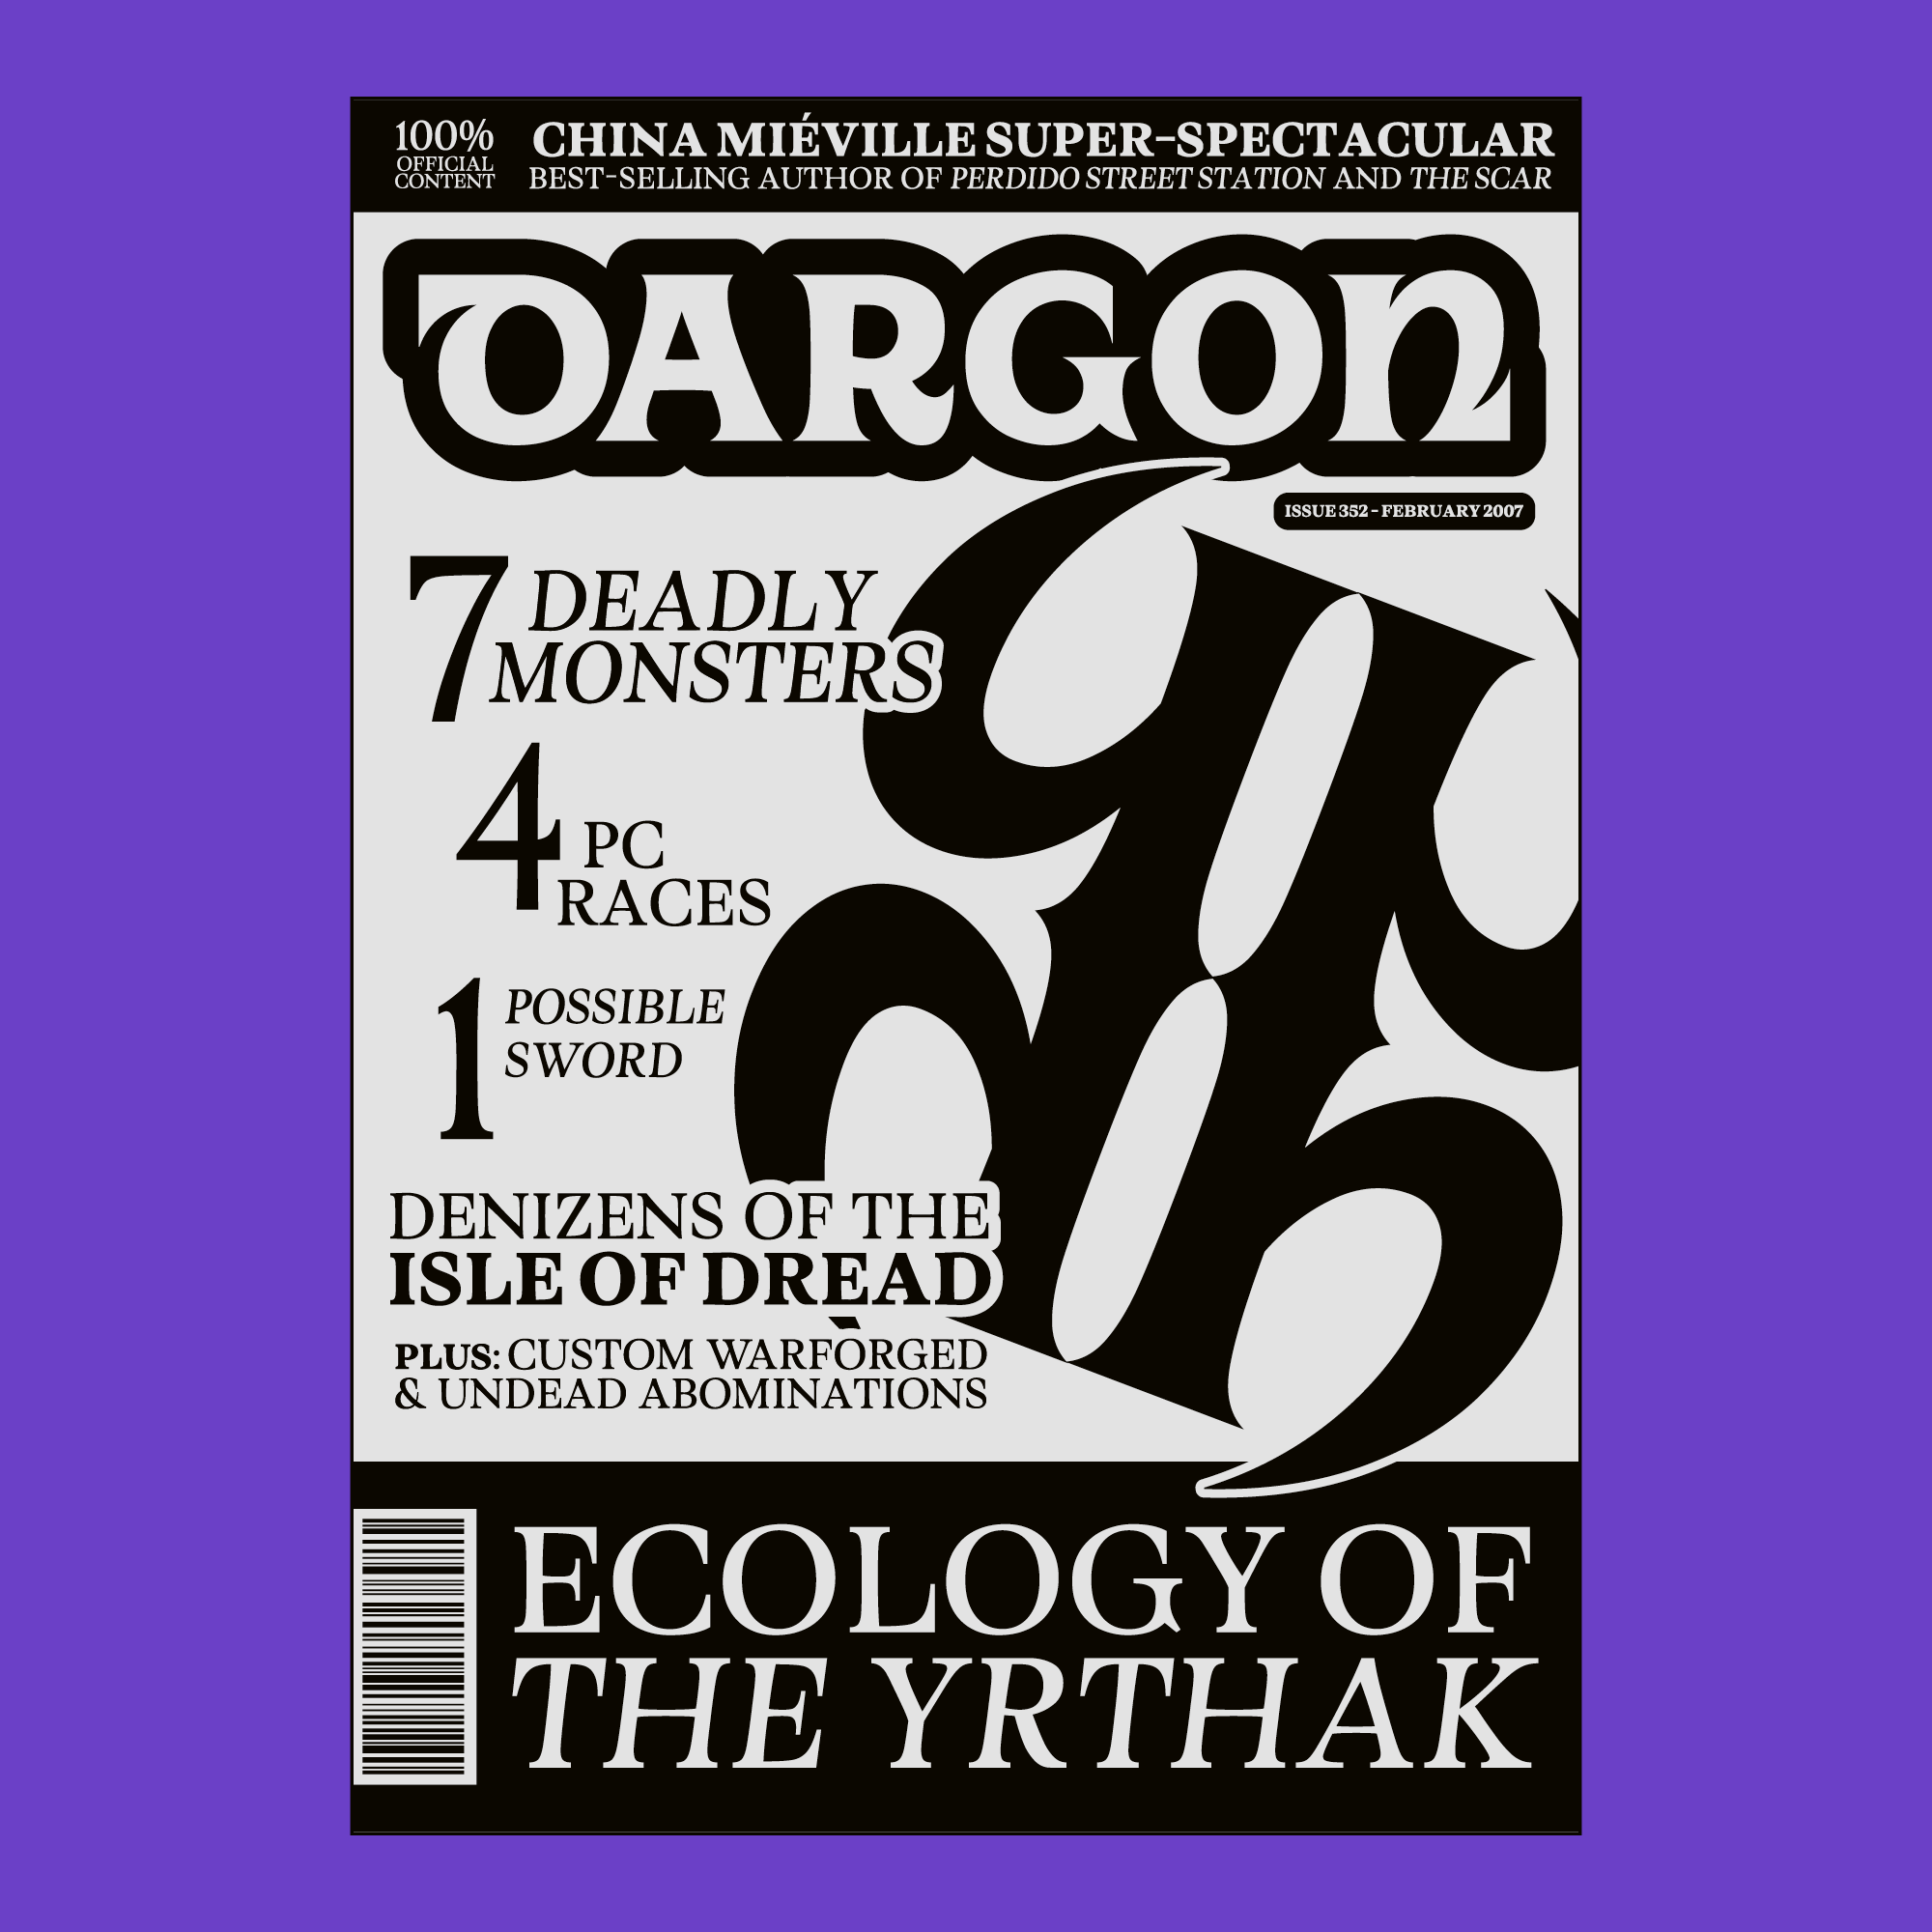 100%
OFFICIAL
CONTENT
CHINA MIÉVILLE SUPER-SPECTACULAR
BEST-SELLING AUTHOR OF PERDIDO STREET STATION AND THE SCAR
DARGON
ISSUE 352 - FEBRUARY 2007
7 DEADLY
MONSTERS
4 PC
RACES
1 POSSIBLE
SWORD
DENIZENS OF THE
ISLE OF DREAD
PLUS: CUSTOM WARFORGED
& UNDEAD ABOMINATIONS
ECOLOGY OF
THE YRTHAK